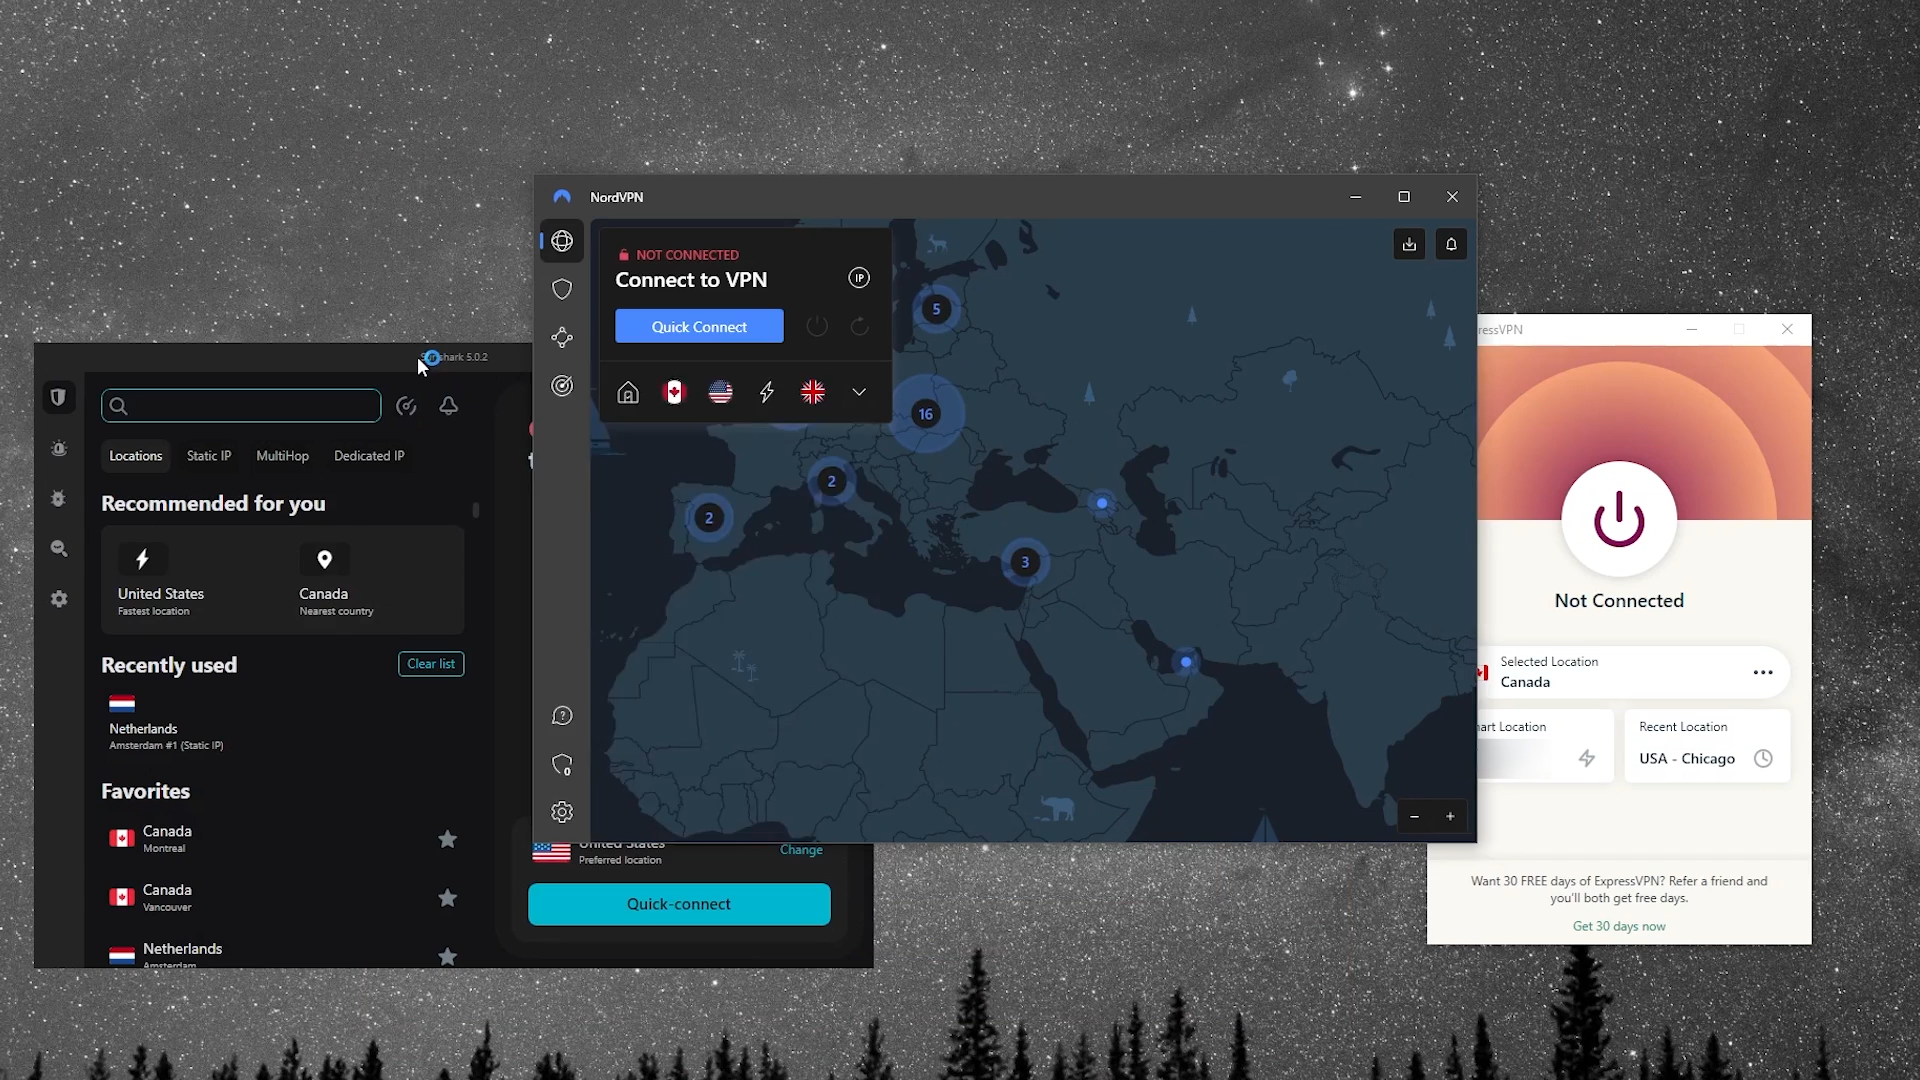 NordVPN
NOT CONNECTED
Connect to VPN
IP
Quick Connect
5
16
2
2
3
5.0.2
Locations
Static IP
MultiHop
Dedicated IP
Recommended for you
United States
Fastest location
Canada
Nearest country
Recently used
Clear list
Netherlands
Amsterdam #1 (Static IP)
Favorites
Canada
Montreal
Canada
Vancouver
Netherlands
Amsterdam
United States
Preferred location
Change
Quick-connect
ressVPN
Not Connected
Selected Location
Canada
art Location
Recent Location
USA - Chicago
Want 30 FREE days of ExpressVPN? Refer a friend and
you'll both get free days.
Get 30 days now